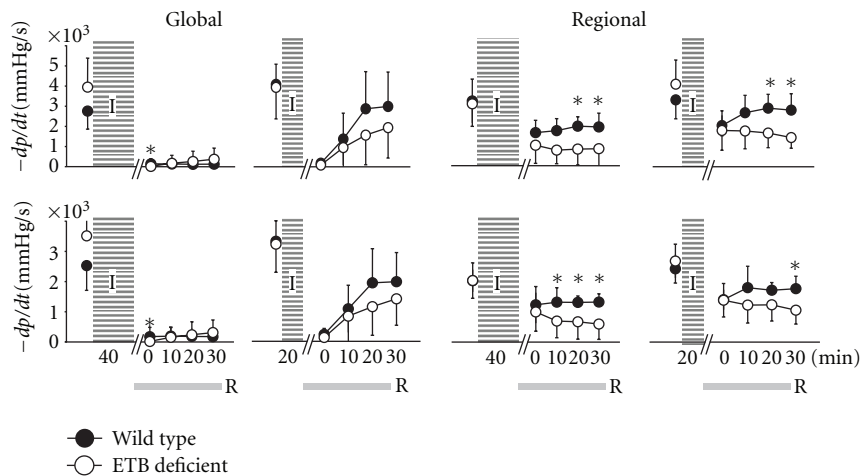 Global Regional
×10³
−dp/dt (mmHg/s)
5
4
3
2
1
0
I I I I
* * * * *
×10³
−dp/dt (mmHg/s)
3
2
1
0
I I I I
* * * * *
40 0 10 20 30 20 0 10 20 30 40 0 10 20 30 20 0 10 20 30 (min)
R R R R
Wild type
ETB deficient